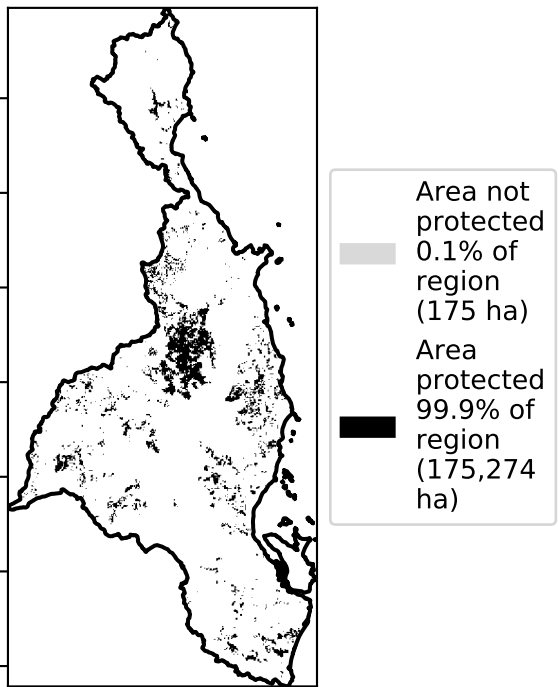 Area not
protected
0.1% of
region
(175 ha)
Area
protected
99.9% of
region
(175,274
ha)